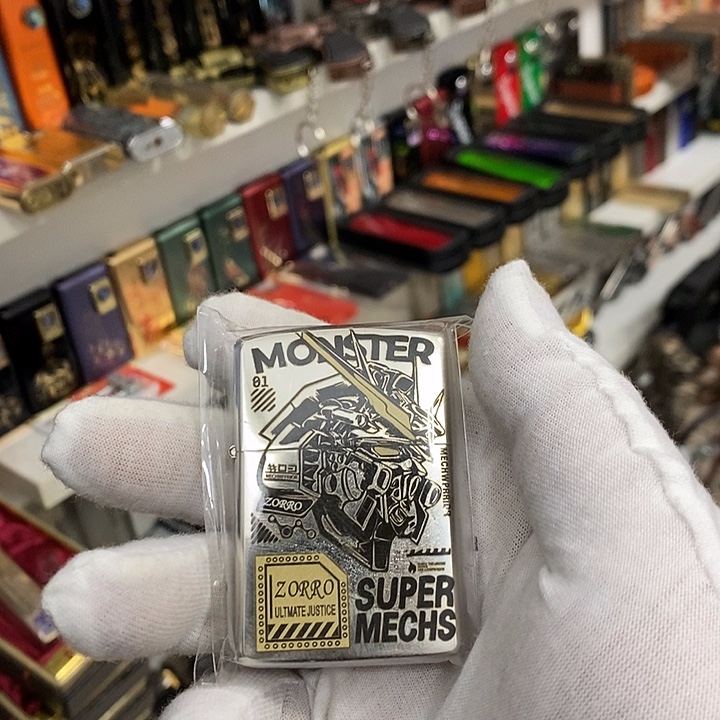 MONSTER
01
ZORRO
ZORRO
ULTMATE JUSTICE
SUPER
MECHS